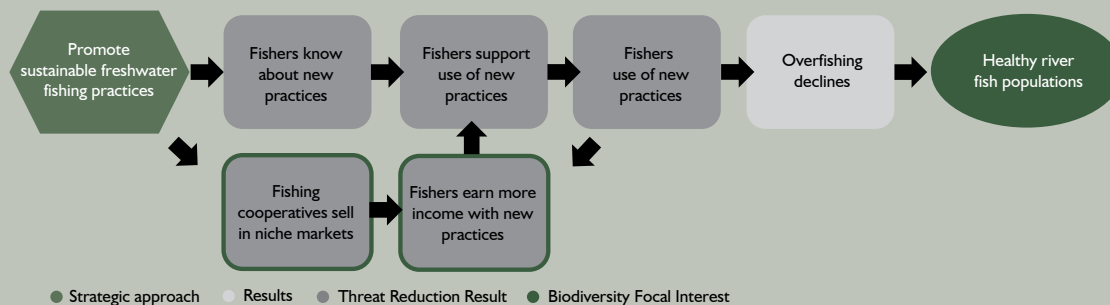 Promote
sustainable freshwater
fishing practices
Fishers know
about new
practices
Fishers support
use of new
practices
Fishers
use of new
practices
Overfishing
declines
Healthy river
fish populations
Fishing
cooperatives sell
in niche markets
Fishers earn more
income with new
practices
Strategic approach
Results
Threat Reduction Result
Biodiversity Focal Interest